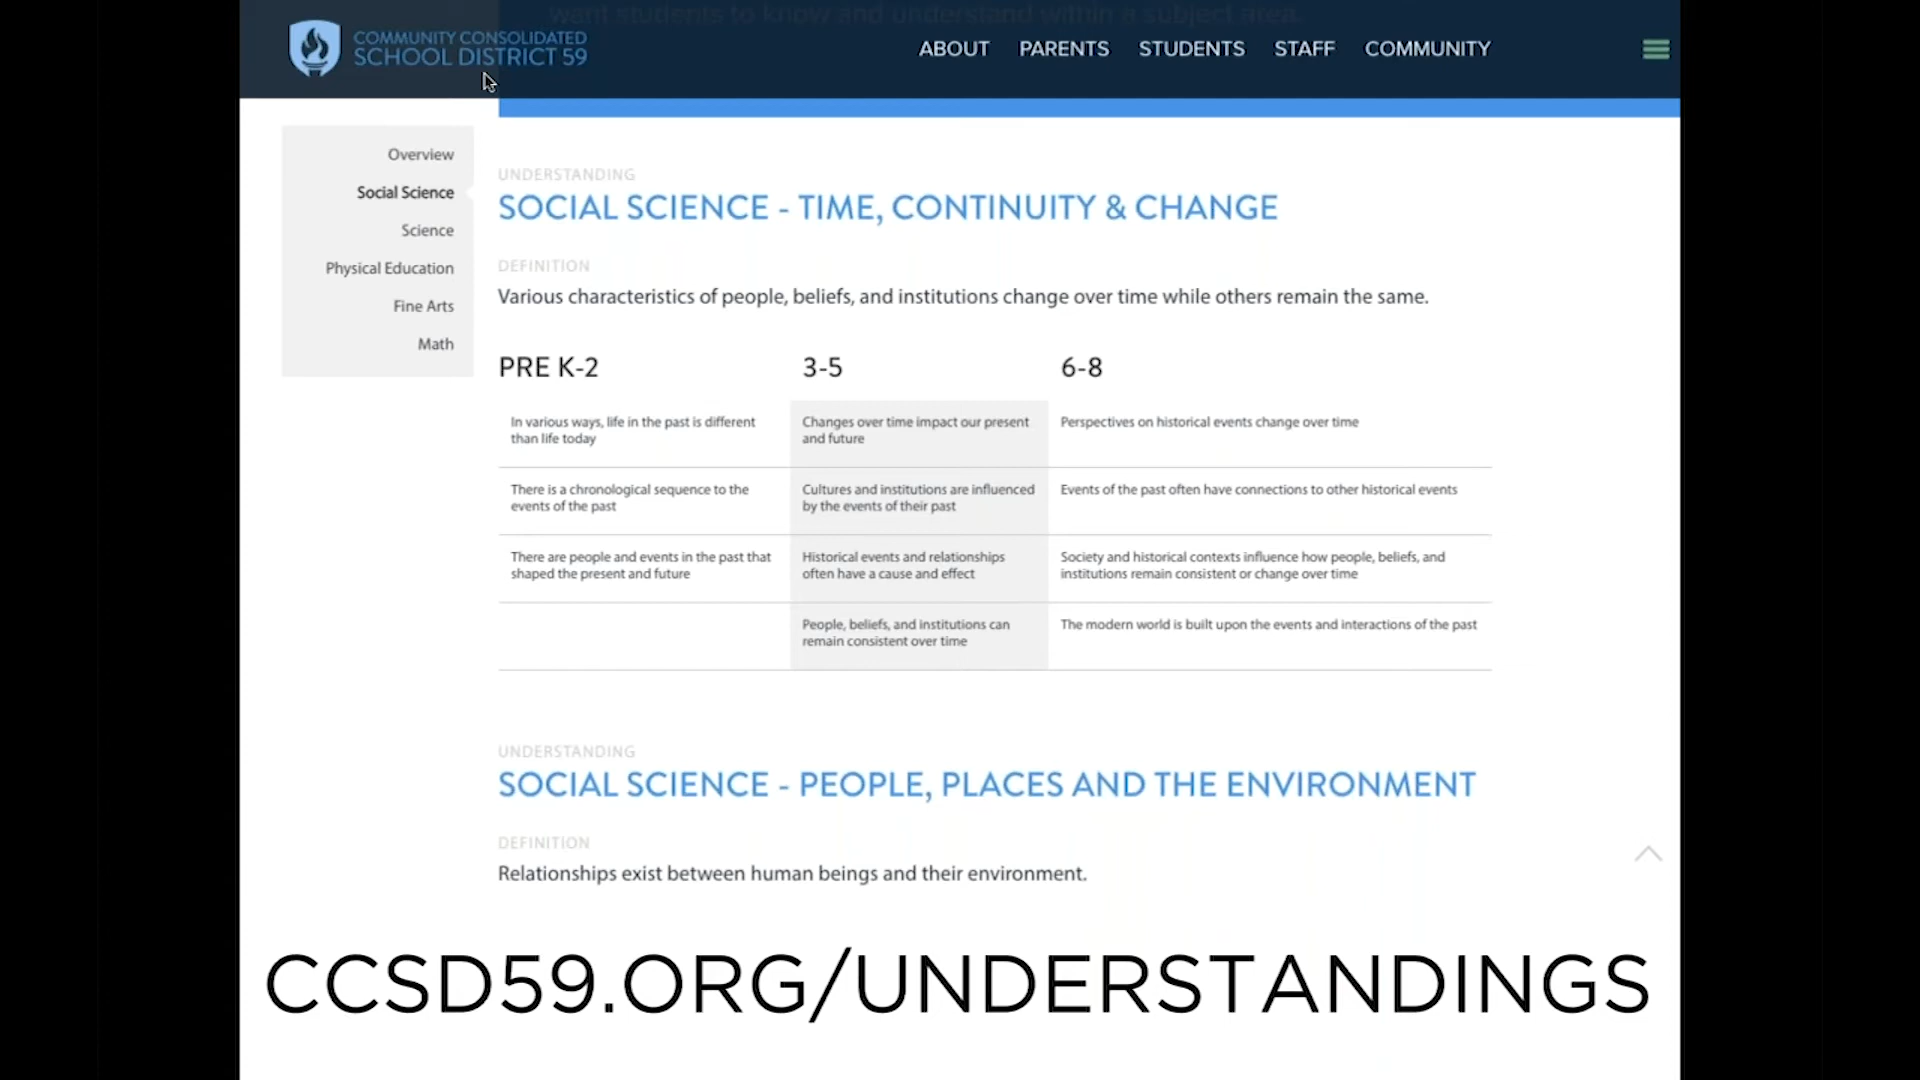 want students to know and understand within a subject area.
COMMUNITY CONSOLIDATED
SCHOOL DISTRICT 59
ABOUT PARENTS STUDENTS STAFF COMMUNITY
Overview
Social Science
Science
Physical Education
Fine Arts
Math
UNDERSTANDING
SOCIAL SCIENCE - TIME, CONTINUITY & CHANGE
DEFINITION
Various characteristics of people, beliefs, and institutions change over time while others remain the same.
PRE K-2 3-5 6-8
In various ways, life in the past is different
than life today
Changes over time impact our present
and future
Perspectives on historical events change over time
There is a chronological sequence to the
events of the past
Cultures and institutions are influenced
by the events of their past
Events of the past often have connections to other historical events
There are people and events in the past that
shaped the present and future
Historical events and relationships
often have a cause and effect
Society and historical contexts influence how people, beliefs, and
institutions remain consistent or change over time
People, beliefs, and institutions can
remain consistent over time
The modern world is built upon the events and interactions of the past
UNDERSTANDING
SOCIAL SCIENCE - PEOPLE, PLACES AND THE ENVIRONMENT
DEFINITION
Relationships exist between human beings and their environment.
CCSD59.ORG/UNDERSTANDINGS